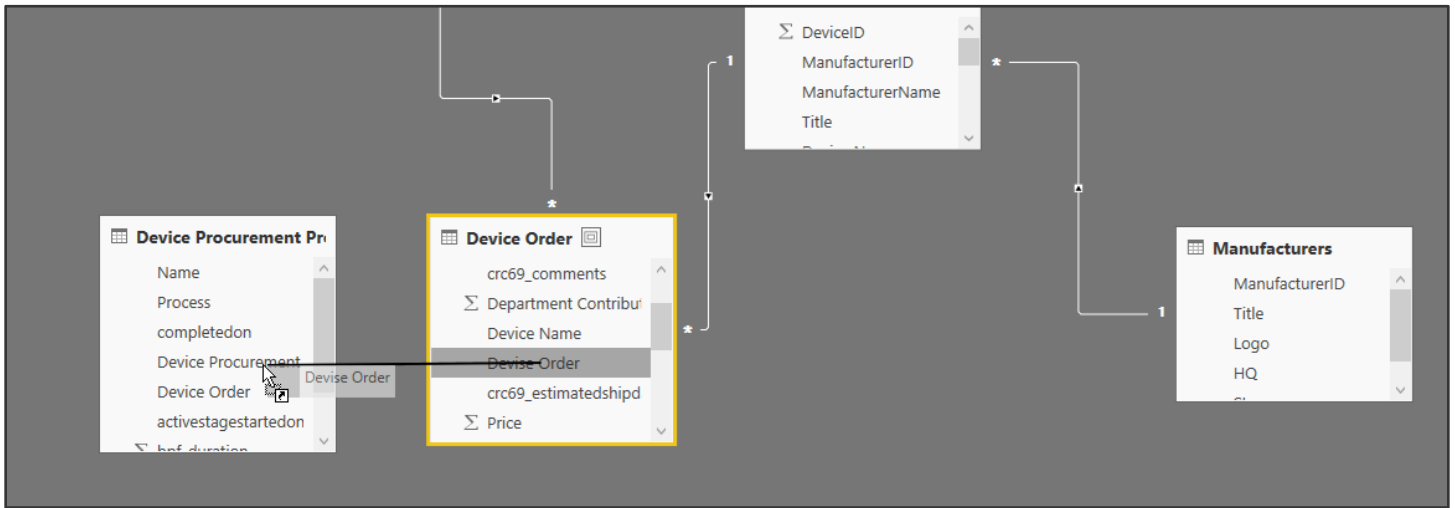 Σ DeviceID
ManufacturerID
ManufacturerName
Title
1
*
*
Device Procurement Pr
Name
Process
completedon
Device Procurement
Device Order
activestagestartedon
Σ bpf_duration
Device Order
crc69_comments
Σ Department Contribut
Device Name
Devise Order
crc69_estimatedshipd
Σ Price
*
Devise Order
Manufacturers
ManufacturerID
Title
Logo
HQ
1